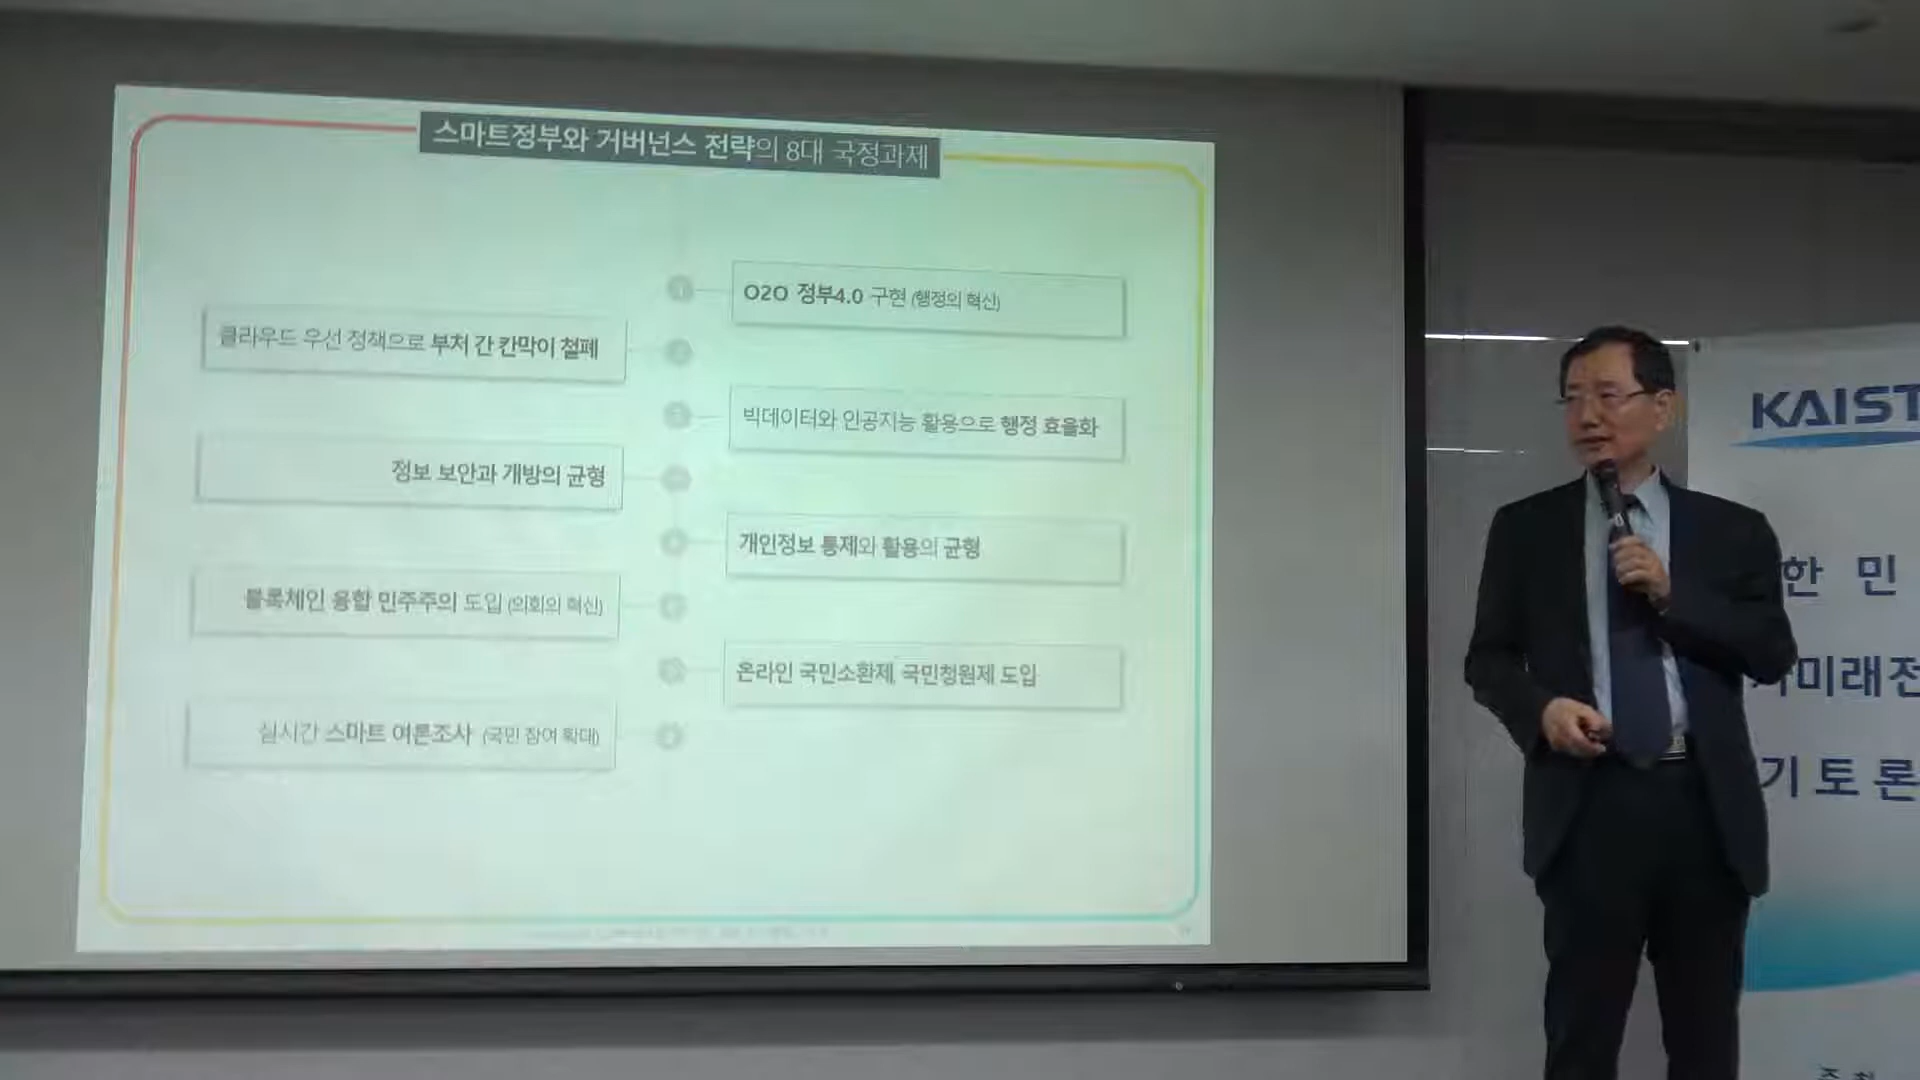 스마트정부와 거버넌스 전략의 8대 국정과제
1
O2O 정부4.0 구현 (행정의 혁신)
클라우드 우선 정책으로 부처 간 칸막이 철폐
빅데이터와 인공지능 활용으로 행정 효율화
정보 보안과 개방의 균형
개인정보 통제와 활용의 균형
블록체인 융합 민주주의 도입 (의회의 혁신)
온라인 국민소환제, 국민청원제 도입
실시간 스마트 여론조사 (국민 참여 확대)
KAIST
한 민
미래전
기 토 론